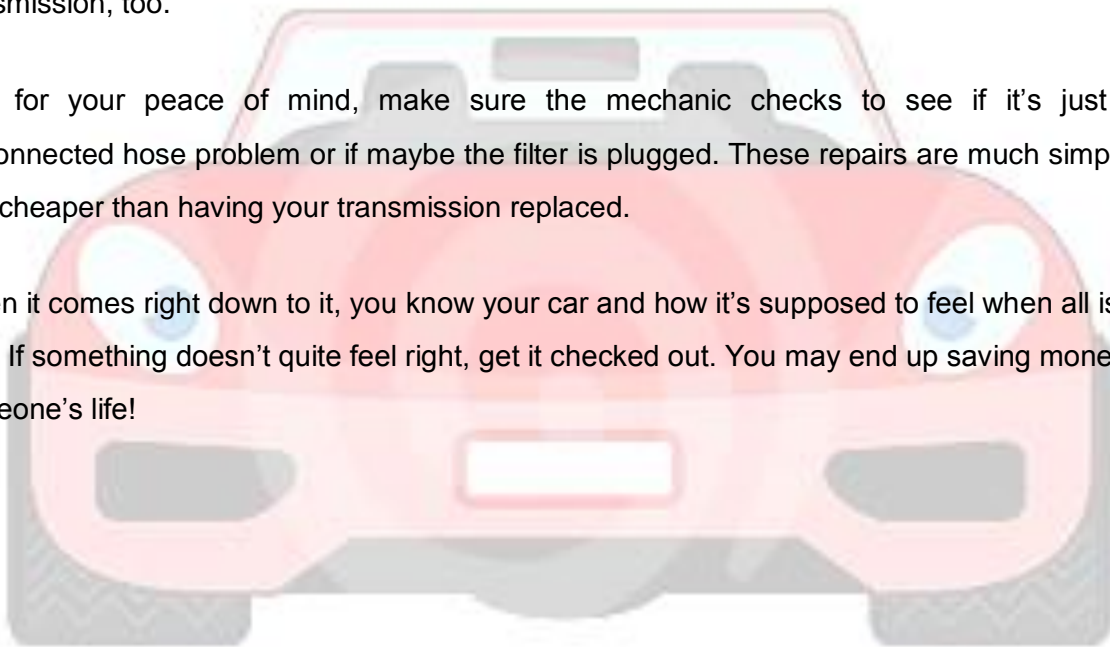 smission, too.
for your peace of mind, make sure the mechanic checks to see if it’s just
onnected hose problem or if maybe the filter is plugged. These repairs are much simp
cheaper than having your transmission replaced.
en it comes right down to it, you know your car and how it’s supposed to feel when all is
If something doesn’t quite feel right, get it checked out. You may end up saving mone
eone’s life!